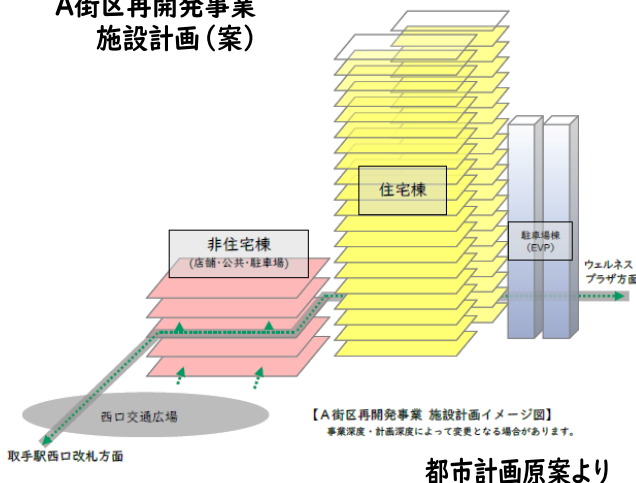 A街区再開発事業
施設計画(案)
住宅棟
非住宅棟
(店舗・公共・駐車場)
駐車場棟
(EVP)
ウェルネス
プラザ方面
西口交通広場
取手駅西口改札方面
【A街区再開発事業 施設計画イメージ図】
事業深度・計画深度によって変更となる場合があります。
都市計画原案より